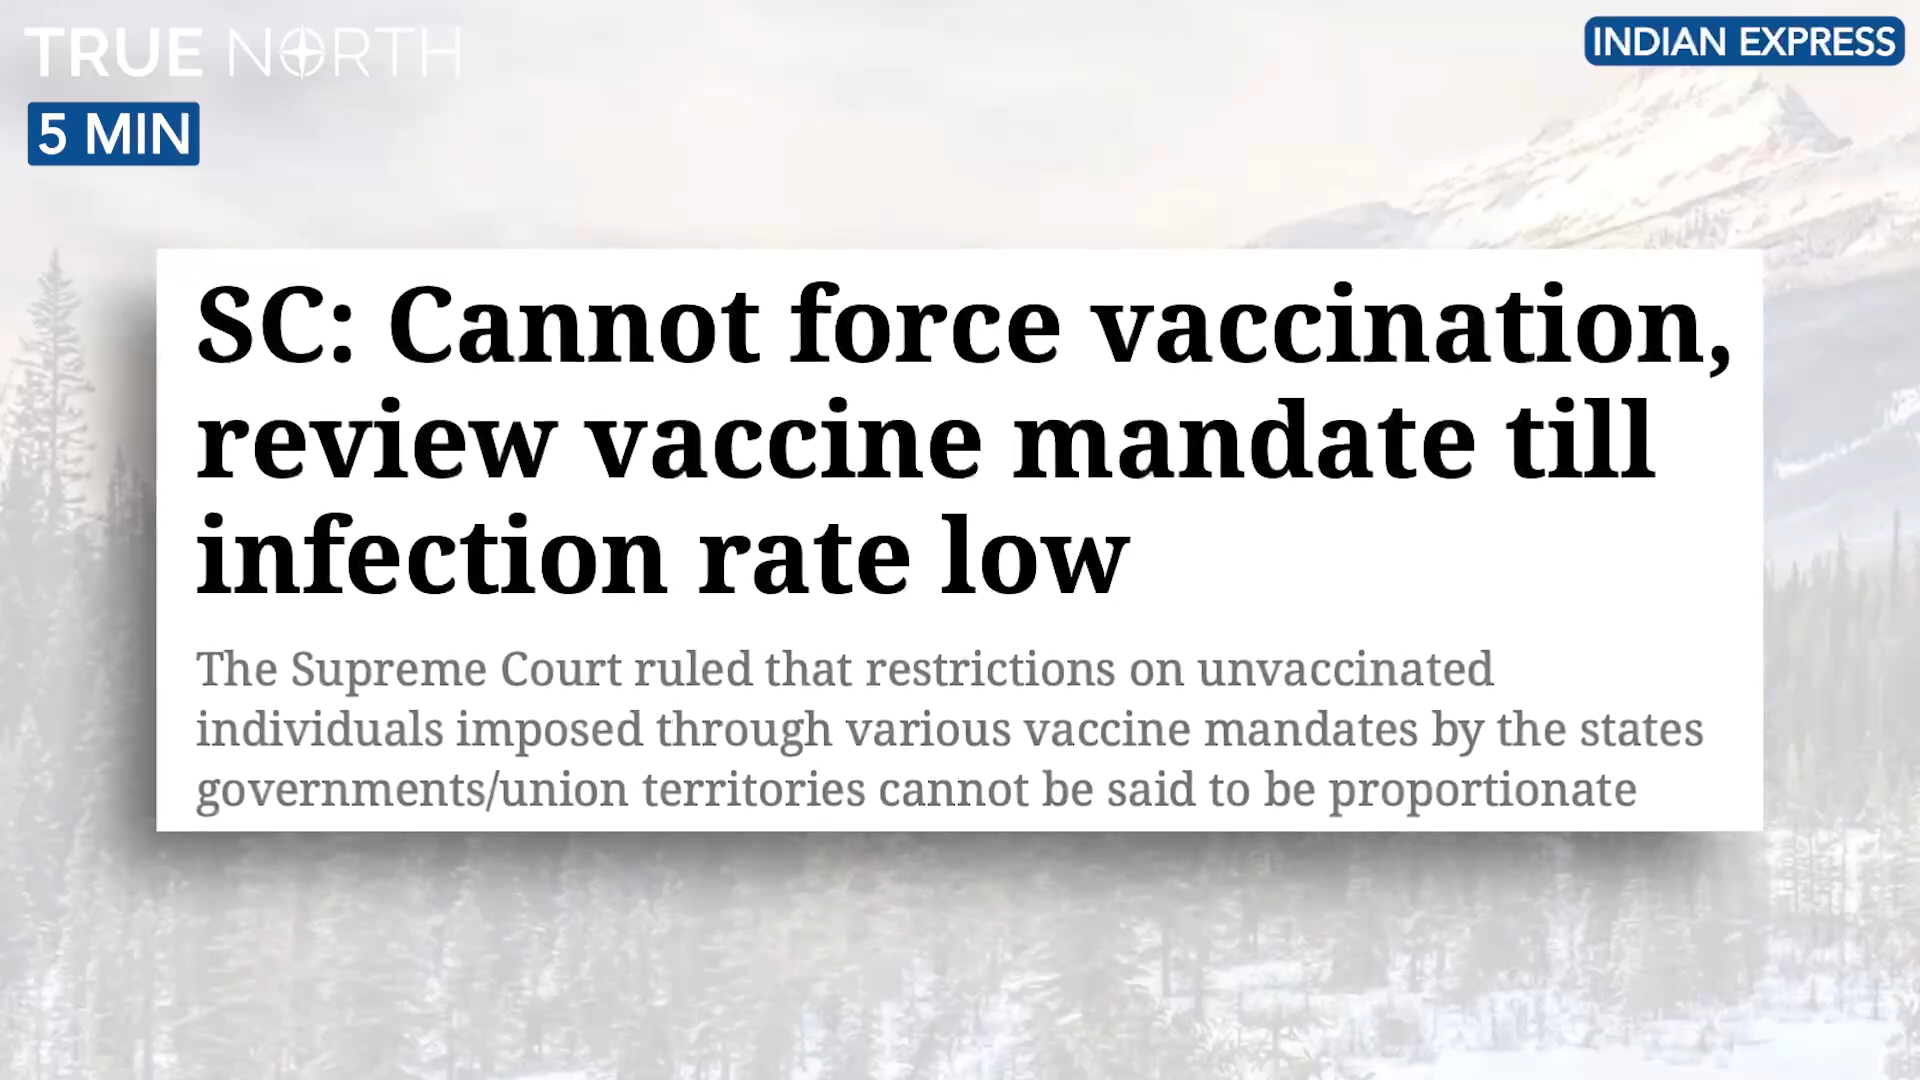 TRUE NORTH
INDIAN EXPRESS
5 MIN
SC: Cannot force vaccination,
review vaccine mandate till
infection rate low
The Supreme Court ruled that restrictions on unvaccinated
individuals imposed through various vaccine mandates by the states
governments/union territories cannot be said to be proportionate